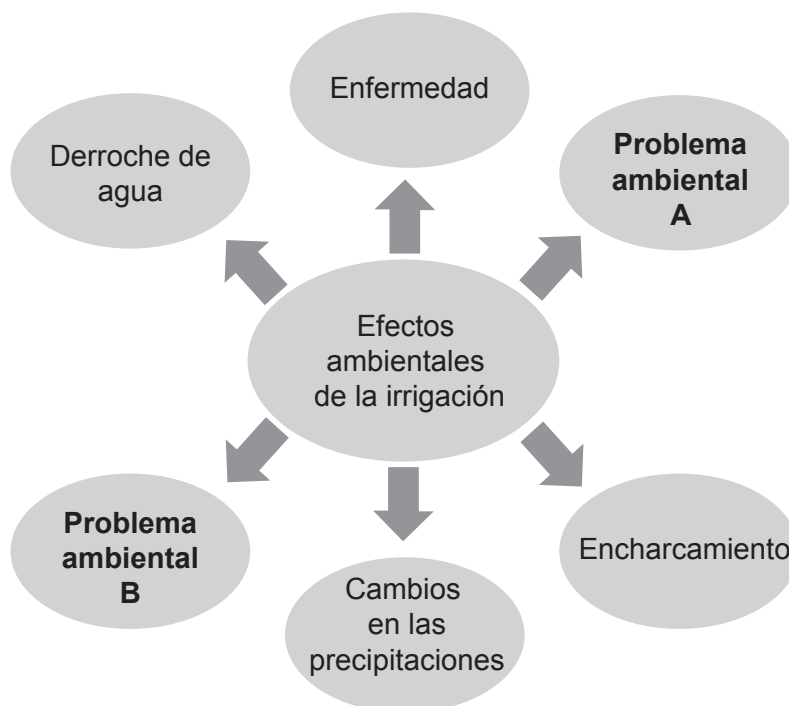 Enfermedad
Derroche de
agua
Problema
ambiental
A
Efectos
ambientales
de la irrigación
Problema
ambiental
B
Encharcamiento
Cambios
en las
precipitaciones